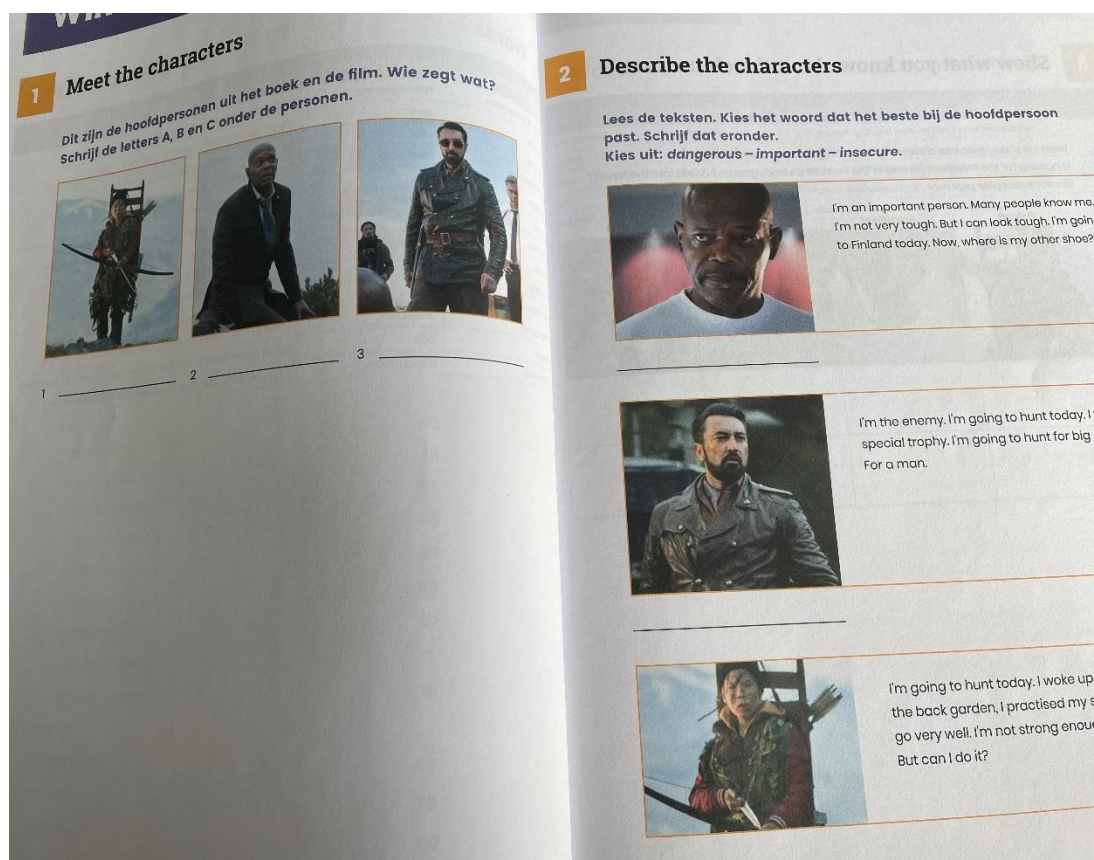 1 Meet the characters
Dit zijn de hoofdpersonen uit het boek en de film. Wie zegt wat?
Schrijf de letters A, B en C onder de personen.
1
2
3
2 Describe the characters
Lees de teksten. Kies het woord dat het beste bij de hoofdpersoon
past. Schrijf dat eronder.
Kies uit: dangerous – important – insecure.
I'm an important person. Many people know me.
I'm not very tough. But I can look tough. I'm goin
to Finland today. Now, where is my other shoe?
I'm the enemy. I'm going to hunt today. I
special trophy. I'm going to hunt for big
For a man.
I'm going to hunt today. I woke up
the back garden, I practised my s
go very well. I'm not strong enou
But can I do it?